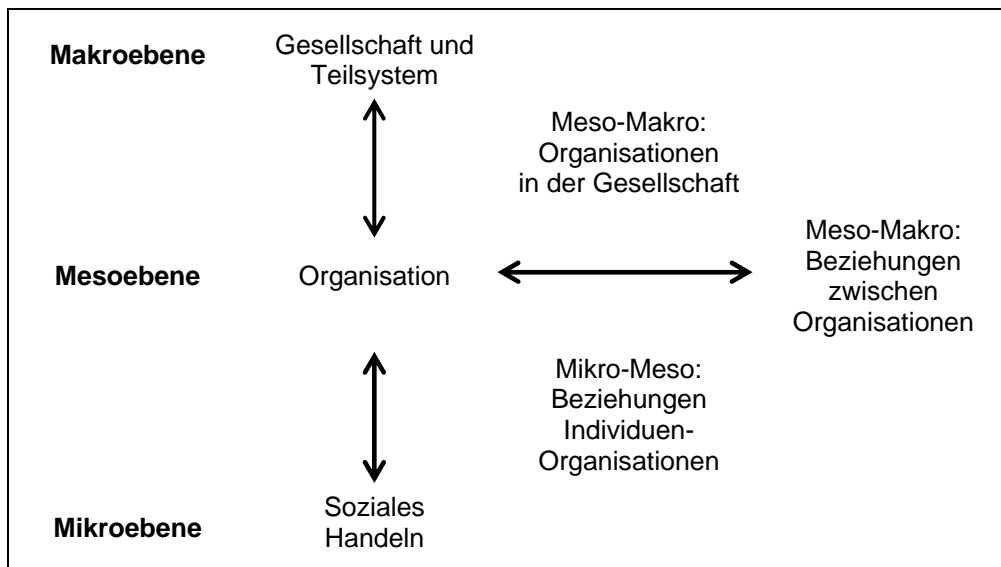 Makroebene
Gesellschaft und
Teilsystem
Meso-Makro:
Organisationen
in der Gesellschaft
Mesoebene
Organisation
Meso-Makro:
Beziehungen
zwischen
Organisationen
Mikro-Meso:
Beziehungen
Individuen-
Organisationen
Mikroebene
Soziales
Handeln